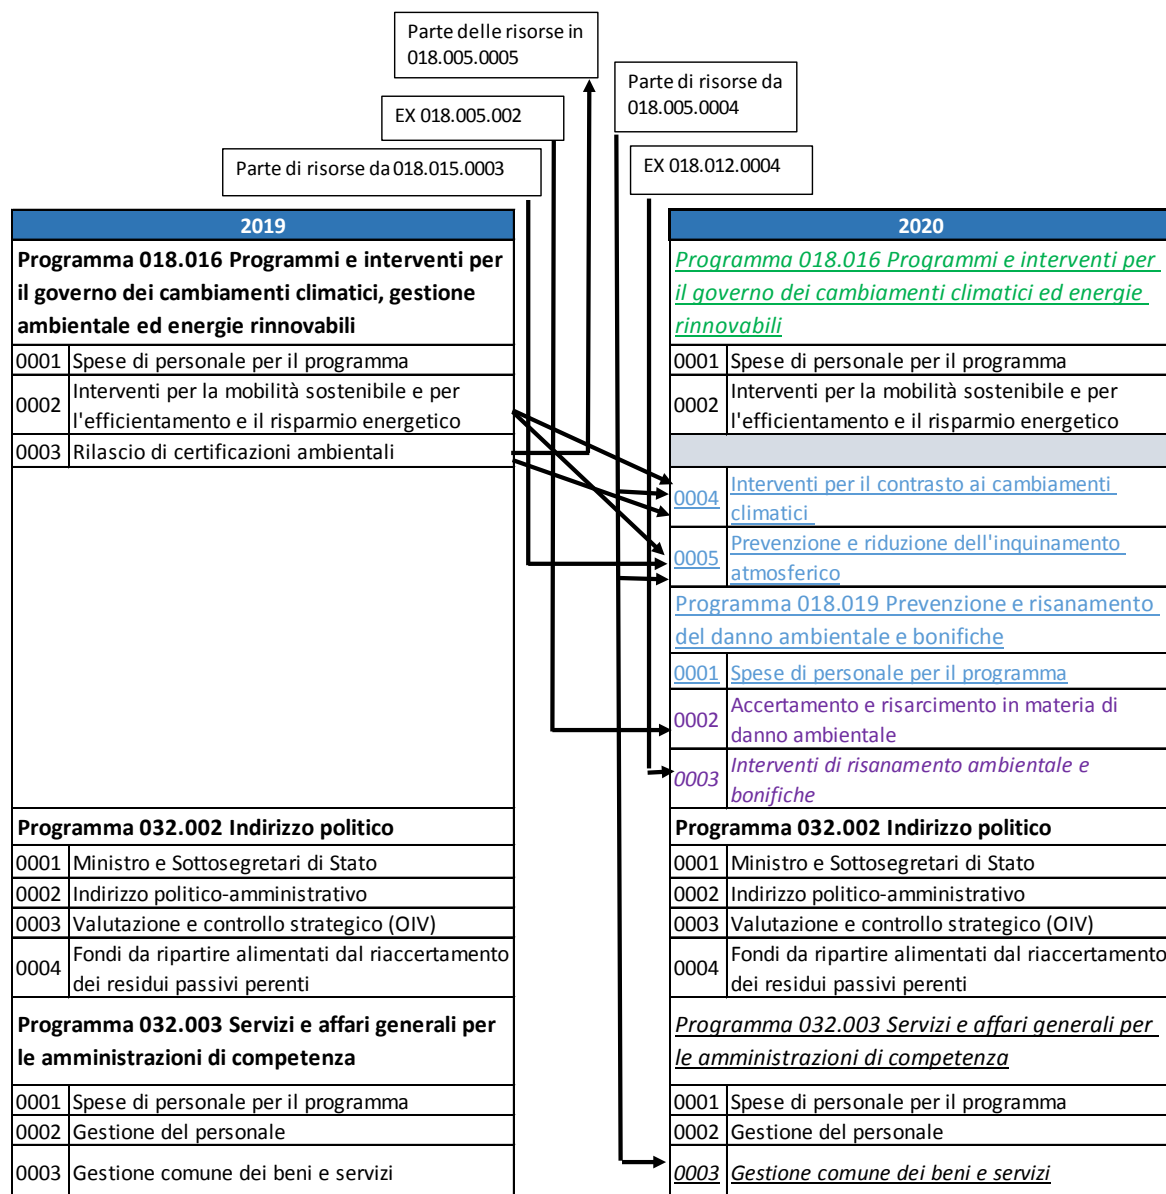 Parte delle risorse in
018.005.0005
Parte di risorse da
018.005.0004
EX 018.005.002
Parte di risorse da 018.015.0003
EX 018.012.0004
2019
Programma 018.016 Programmi e interventi per
il governo dei cambiamenti climatici, gestione
ambientale ed energie rinnovabili
0001 Spese di personale per il programma
0002 Interventi per la mobilità sostenibile e per
l'efficientamento e il risparmio energetico
0003 Rilascio di certificazioni ambientali
Programma 032.002 Indirizzo politico
0001 Ministro e Sottosegretari di Stato
0002 Indirizzo politico-amministrativo
0003 Valutazione e controllo strategico (OIV)
0004 Fondi da ripartire alimentati dal riaccertamento
dei residui passivi perenti
Programma 032.003 Servizi e affari generali per
le amministrazioni di competenza
0001 Spese di personale per il programma
0002 Gestione del personale
0003 Gestione comune dei beni e servizi
2020
Programma 018.016 Programmi e interventi per
il governo dei cambiamenti climatici ed energie
rinnovabili
0001 Spese di personale per il programma
0002 Interventi per la mobilità sostenibile e per
l'efficientamento e il risparmio energetico
0004 Interventi per il contrasto ai cambiamenti
climatici
0005 Prevenzione e riduzione dell'inquinamento
atmosferico
Programma 018.019 Prevenzione e risanamento
del danno ambientale e bonifiche
0001 Spese di personale per il programma
0002 Accertamento e risarcimento in materia di
danno ambientale
0003 Interventi di risanamento ambientale e
bonifiche
Programma 032.002 Indirizzo politico
0001 Ministro e Sottosegretari di Stato
0002 Indirizzo politico-amministrativo
0003 Valutazione e controllo strategico (OIV)
0004 Fondi da ripartire alimentati dal riaccertamento
dei residui passivi perenti
Programma 032.003 Servizi e affari generali per
le amministrazioni di competenza
0001 Spese di personale per il programma
0002 Gestione del personale
0003 Gestione comune dei beni e servizi